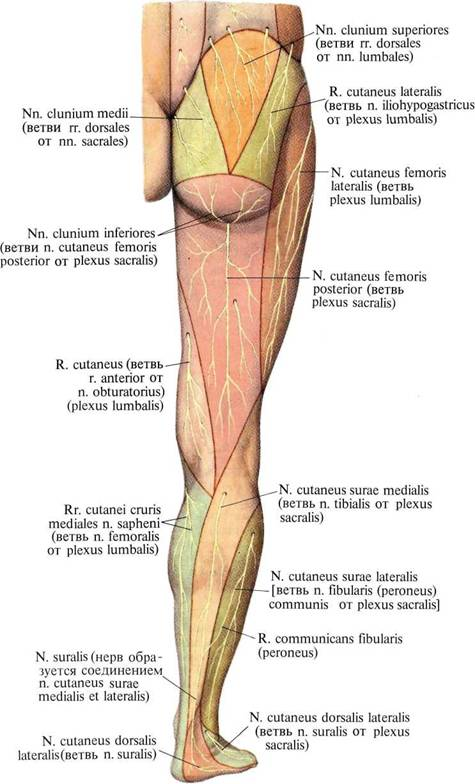 Nn. clunium superiores
(ветви rr. dorsales
от nn. lumbales)
R. cutaneus lateralis
(ветвь n. iliohypogastricus
от plexus lumbalis)
Nn. clunium medii
(ветви rr. dorsales
от nn. sacrales)
N. cutaneus femoris
lateralis (ветвь
plexus lumbalis)
Nn. clunium inferiores
(ветви n. cutaneus femoris
posterior от plexus sacralis)
N. cutaneus femoris
posterior (ветвь
plexus sacralis)
R. cutaneus (ветвь
r. anterior от
n. obturatorius)
(plexus lumbalis)
N. cutaneus surae medialis
(ветвь n. tibialis от plexus
sacralis)
Rr. cutanei cruris
mediales n. sapheni
(ветвь n. femoralis
от plexus lumbalis)
N. cutaneus surae lateralis
[ветвь n. fibularis (peroneus)
communis от plexus sacralis]
R. communicans fibularis
(peroneus)
N. suralis (нерв обра-
зуется соединением
n. cutaneus surae
medialis et lateralis)
N. cutaneus dorsalis lateralis
(ветвь n. suralis от plexus
sacralis)
N. cutaneus dorsalis
lateralis (ветвь n. suralis)